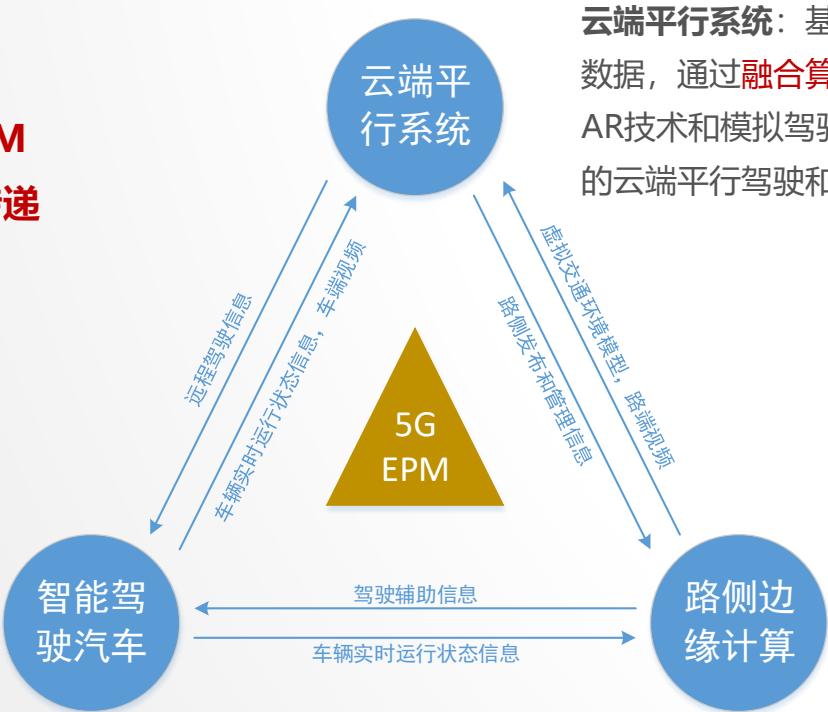 云端平行系统：基
数据，通过融合算
AR技术和模拟驾驶
的云端平行驾驶和
M
递
云端平
行系统
远程驾驶信息
车辆实时运行状态信息，车端视频
路侧发布和管理信息
虚拟交通环境模型，路端视频
5G
EPM
智能驾
驶汽车
驾驶辅助信息
车辆实时运行状态信息
路侧边
缘计算